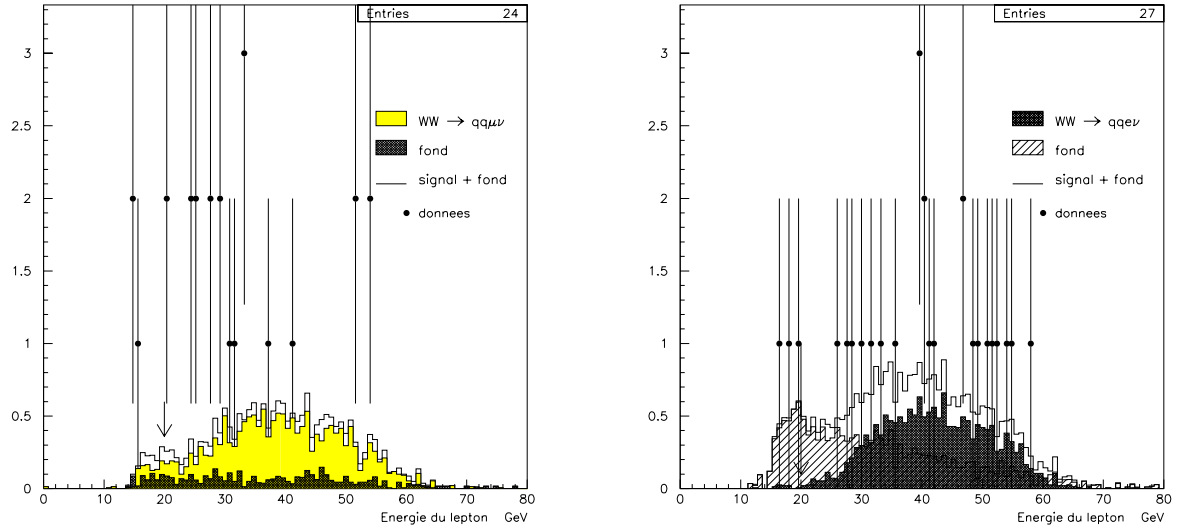 Entries 24
3
2.5
2
1.5
1
0.5
0
WW → qqμν
fond
signal + fond
donnees
0 10 20 30 40 50 60 70 80
Energie du lepton GeV
Entries 27
3
2.5
2
1.5
1
0.5
0
WW → qqeν
fond
signal + fond
donnees
0 10 20 30 40 50 60 70 80
Energie du lepton GeV